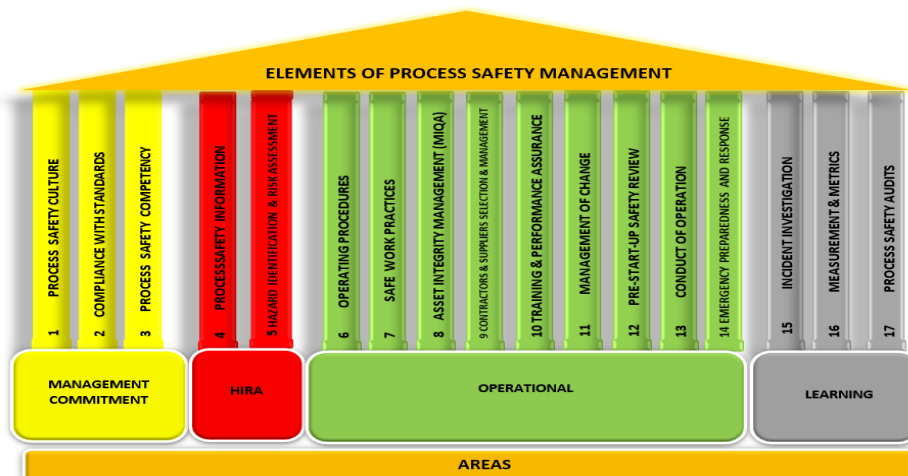 ELEMENTS OF PROCESS SAFETY MANAGEMENT
1 PROCESS SAFETY CULTURE
2 COMPLIANCE WITH STANDARDS
3 PROCESS SAFETY COMPETENCY
4 PROCESSSAFETY INFORMATION
5 HAZARD IDENTIFICATION & RISK ASSESSMENT
6 OPERATING PROCEDURES
7 SAFE WORK PRACTICES
8 ASSET INTEGRITY MANAGEMENT (MIQA)
9 CONTRACTORS & SUPPLIERS SELECTION & MANAGEMENT
10 TRAINING & PERFORMANCE ASSURANCE
11 MANAGEMENT OF CHANGE
12 PRE-START-UP SAFETY REVIEW
13 CONDUCT OF OPERATION
14 EMERGENCY PREPAREDNESS AND RESPONSE
15 INCIDENT INVESTIGATION
16 MEASUREMENT & METRICS
17 PROCESS SAFETY AUDITS
MANAGEMENT
COMMITMENT
HIRA
OPERATIONAL
LEARNING
AREAS